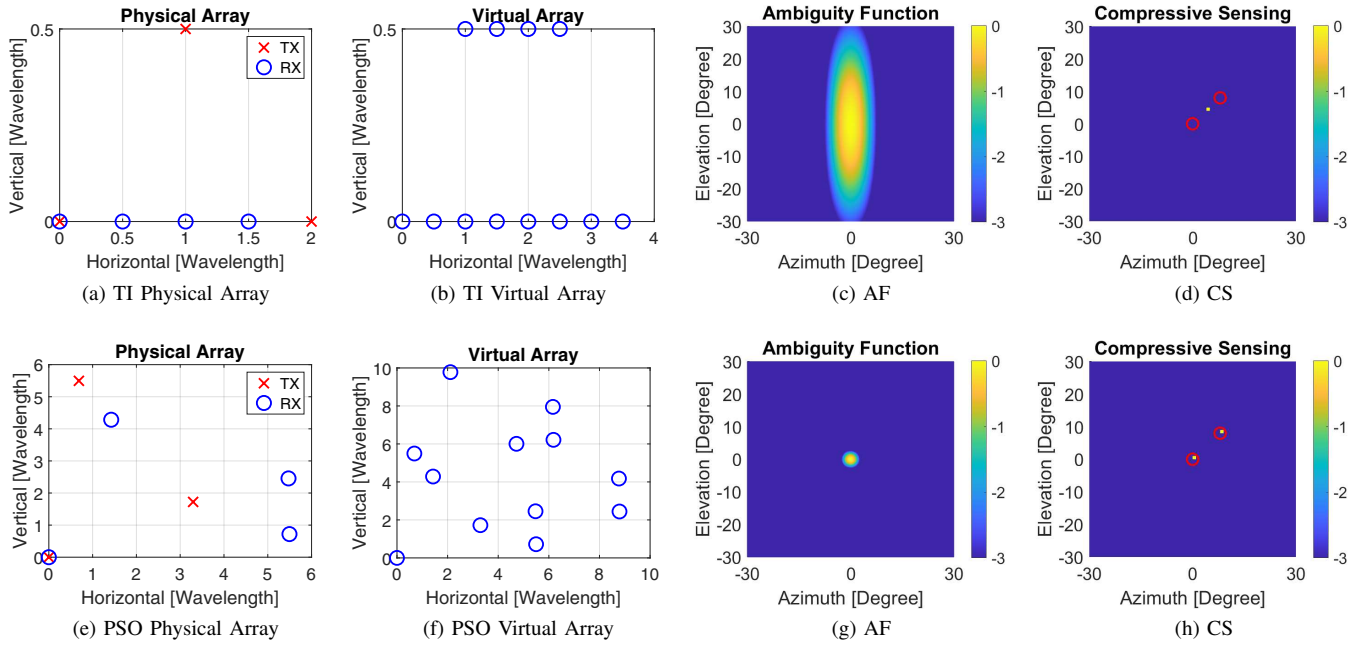 Physical Array
0.5
Vertical [Wavelength]
0
0 0.5 1 1.5 2
Horizontal [Wavelength]
TX
RX
(a) TI Physical Array
Virtual Array
0.5
Vertical [Wavelength]
0
0 1 2 3 4
Horizontal [Wavelength]
(b) TI Virtual Array
Ambiguity Function
30
20
10
0
-10
-20
-30
Elevation [Degree]
-30 0 30
Azimuth [Degree]
0
-1
-2
-3
(c) AF
Compressive Sensing
30
20
10
0
-10
-20
-30
Elevation [Degree]
-30 0 30
Azimuth [Degree]
0
-1
-2
-3
(d) CS
Physical Array
6
5
4
3
2
1
0
Vertical [Wavelength]
0 1 2 3 4 5 6
Horizontal [Wavelength]
TX
RX
(e) PSO Physical Array
Virtual Array
10
8
6
4
2
0
Vertical [Wavelength]
0 2 4 6 8 10
Horizontal [Wavelength]
(f) PSO Virtual Array
Ambiguity Function
30
20
10
0
-10
-20
-30
Elevation [Degree]
-30 0 30
Azimuth [Degree]
0
-1
-2
-3
(g) AF
Compressive Sensing
30
20
10
0
-10
-20
-30
Elevation [Degree]
-30 0 30
Azimuth [Degree]
0
-1
-2
-3
(h) CS